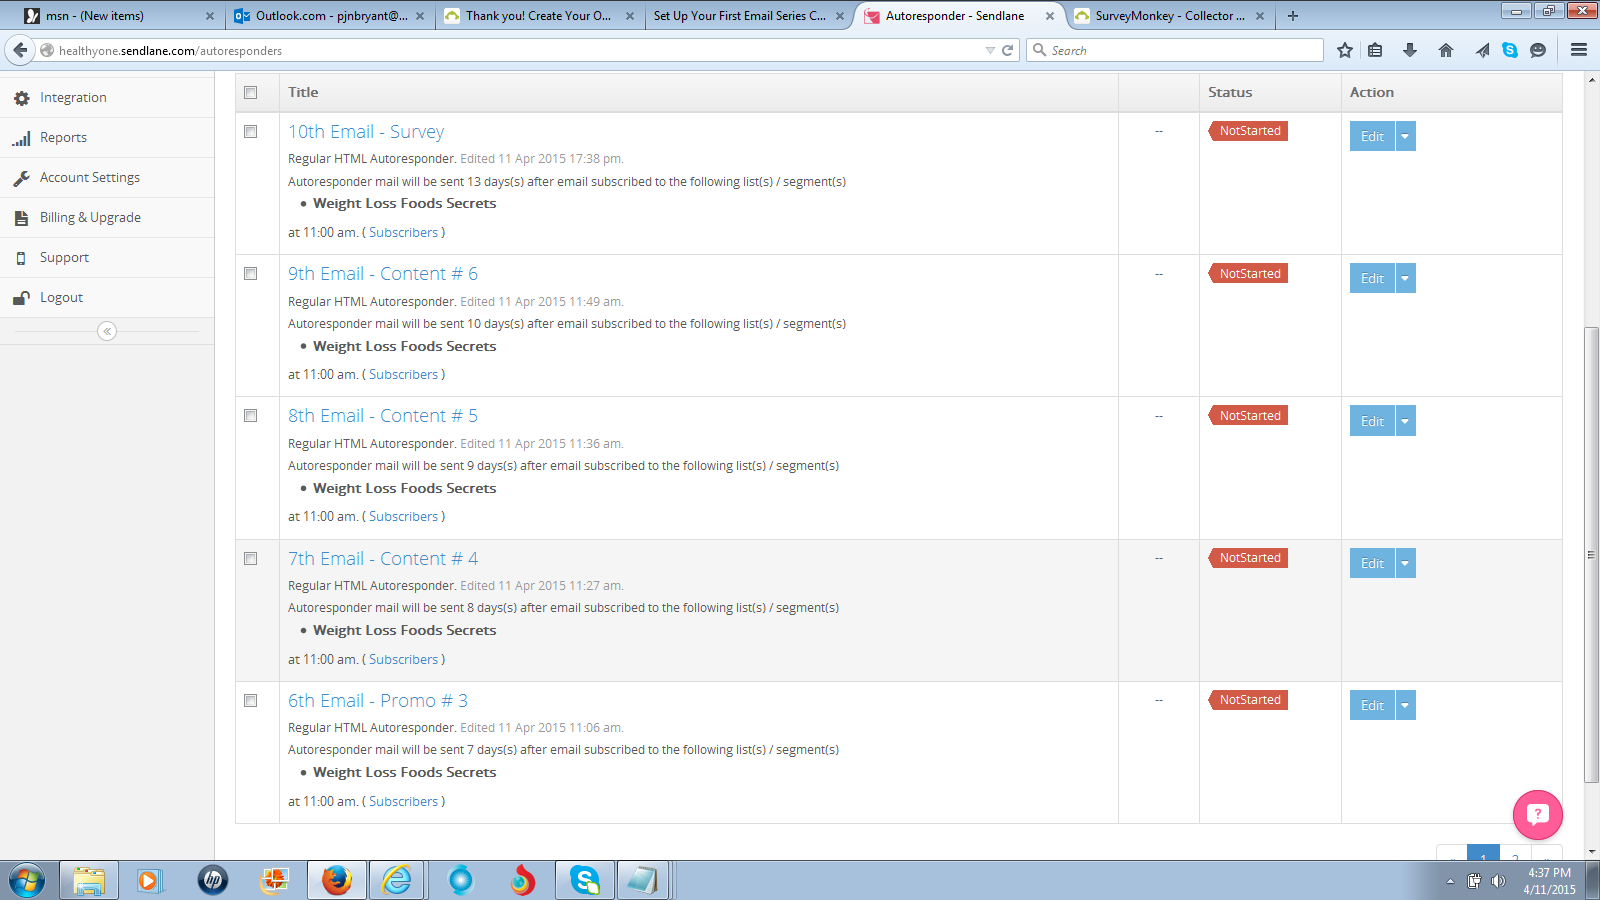 msn - (New items)
Outlook.com - pjnbryant@...
Thank you! Create Your O...
Set Up Your First Email Series C...
Autoresponder - Sendlane
SurveyMonkey - Collector ...
healthyone.sendlane.com/autoresponders
Search
Integration
Reports
Account Settings
Billing & Upgrade
Support
Logout
Title Status Action
10th Email - Survey -- NotStarted Edit
Regular HTML Autoresponder. Edited 11 Apr 2015 17:38 pm.
Autoresponder mail will be sent 13 days(s) after email subscribed to the following list(s) / segment(s)
• Weight Loss Foods Secrets
at 11:00 am. ( Subscribers )
9th Email - Content # 6 -- NotStarted Edit
Regular HTML Autoresponder. Edited 11 Apr 2015 11:49 am.
Autoresponder mail will be sent 10 days(s) after email subscribed to the following list(s) / segment(s)
• Weight Loss Foods Secrets
at 11:00 am. ( Subscribers )
8th Email - Content # 5 -- NotStarted Edit
Regular HTML Autoresponder. Edited 11 Apr 2015 11:36 am.
Autoresponder mail will be sent 9 days(s) after email subscribed to the following list(s) / segment(s)
• Weight Loss Foods Secrets
at 11:00 am. ( Subscribers )
7th Email - Content # 4 -- NotStarted Edit
Regular HTML Autoresponder. Edited 11 Apr 2015 11:27 am.
Autoresponder mail will be sent 8 days(s) after email subscribed to the following list(s) / segment(s)
• Weight Loss Foods Secrets
at 11:00 am. ( Subscribers )
6th Email - Promo # 3 -- NotStarted Edit
Regular HTML Autoresponder. Edited 11 Apr 2015 11:06 am.
Autoresponder mail will be sent 7 days(s) after email subscribed to the following list(s) / segment(s)
• Weight Loss Foods Secrets
at 11:00 am. ( Subscribers )
« 1 2 »
hp
4:37 PM
4/11/2015